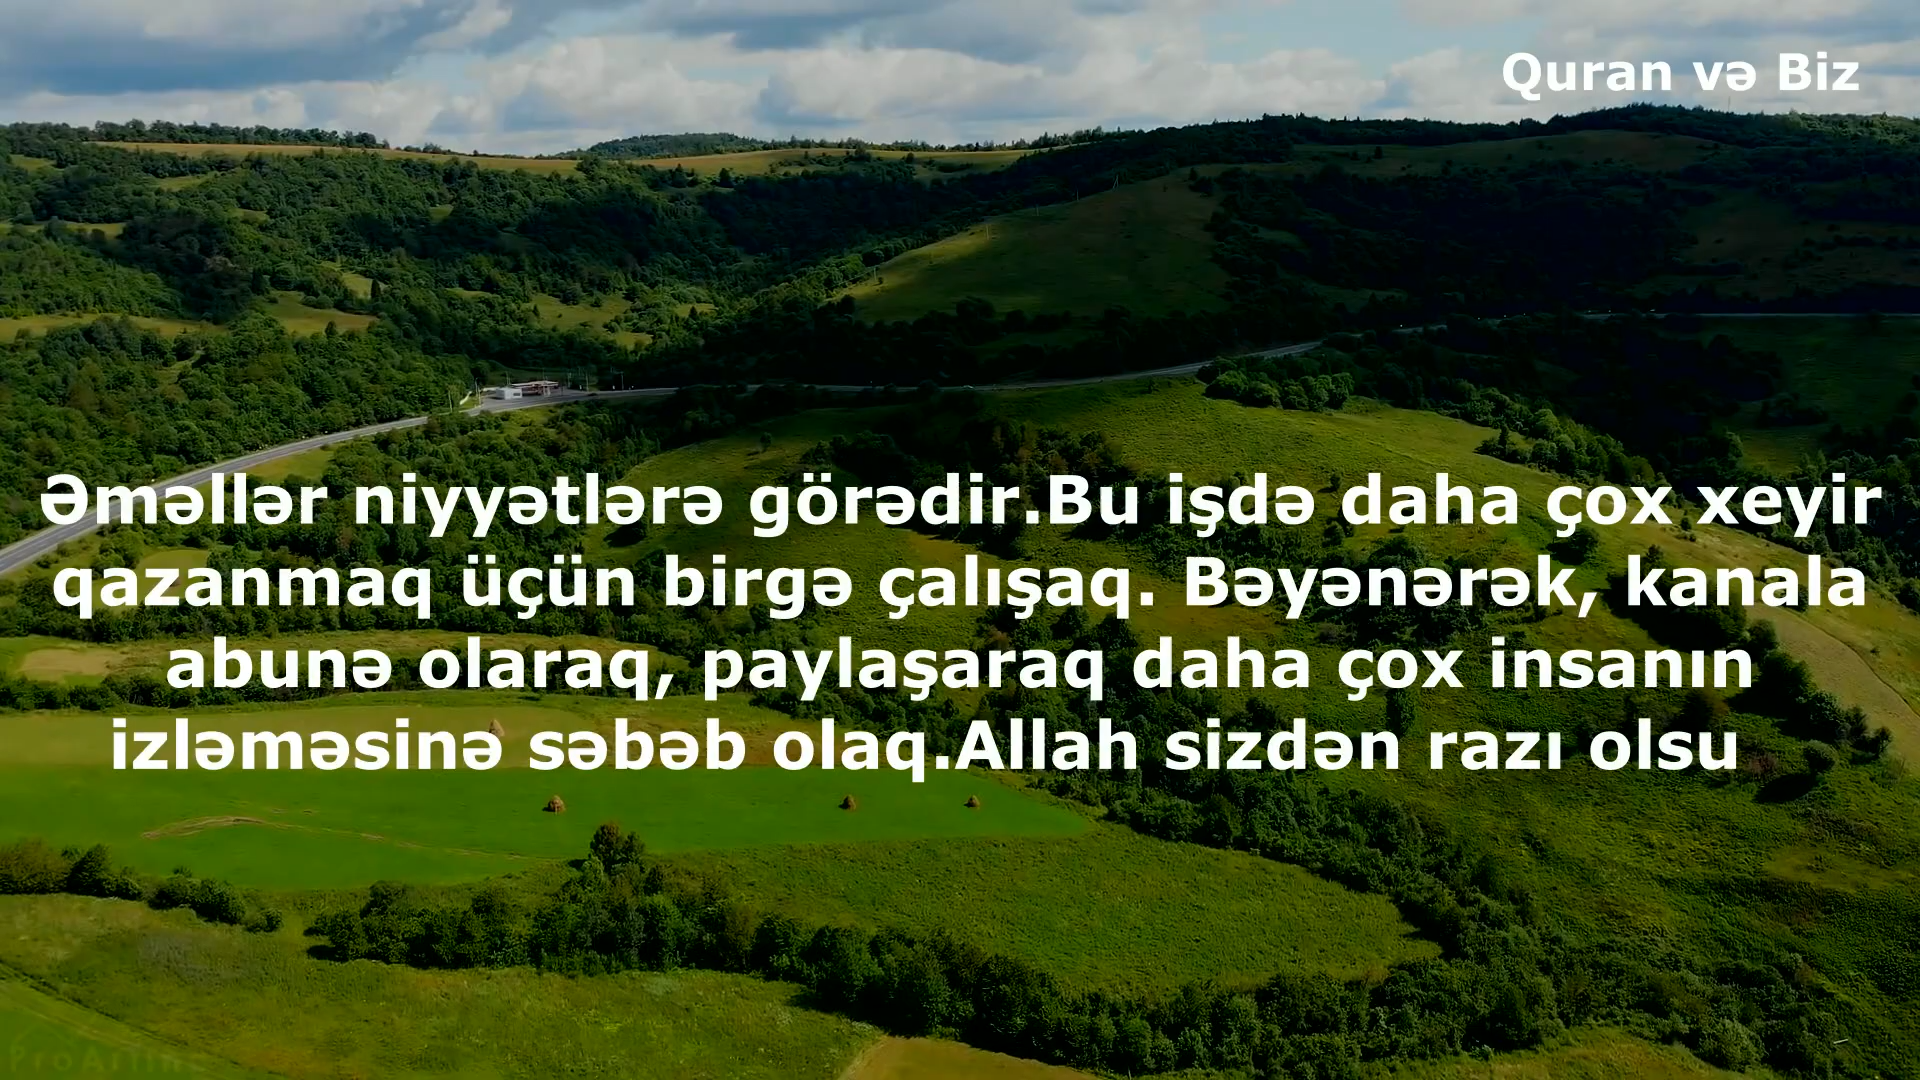 Quran və Biz
Əməllər niyyətlərə görədir.Bu işdə daha çox xeyir
qazanmaq üçün birgə çalışaq. Bəyənərək, kanala
abunə olaraq, paylaşaraq daha çox insanın
izləməsinə səbəb olaq.Allah sizdən razı olsu